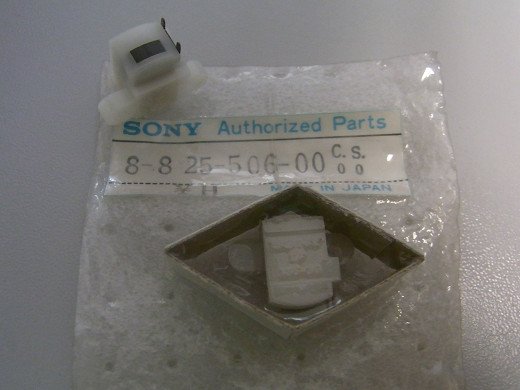 SONY Authorized Parts
8-825-506-00 C.S.
00
MADE IN JAPAN